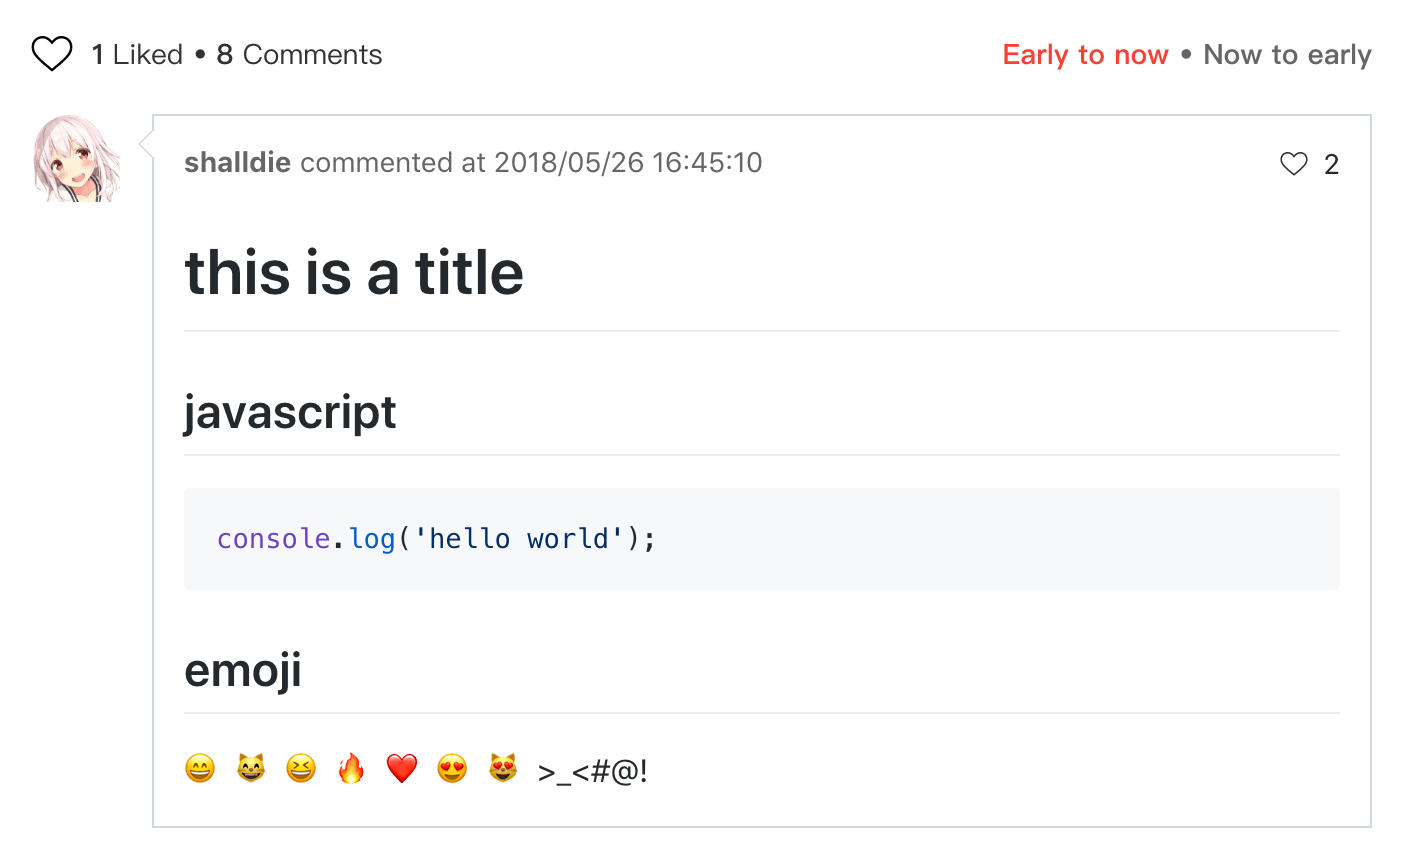 1 Liked • 8 Comments
Early to now • Now to early
shalldie commented at 2018/05/26 16:45:10
2
this is a title
javascript
console.log('hello world');
emoji
😄 😸 😆 🔥 ❤️ 😍 😻 >_<#@!